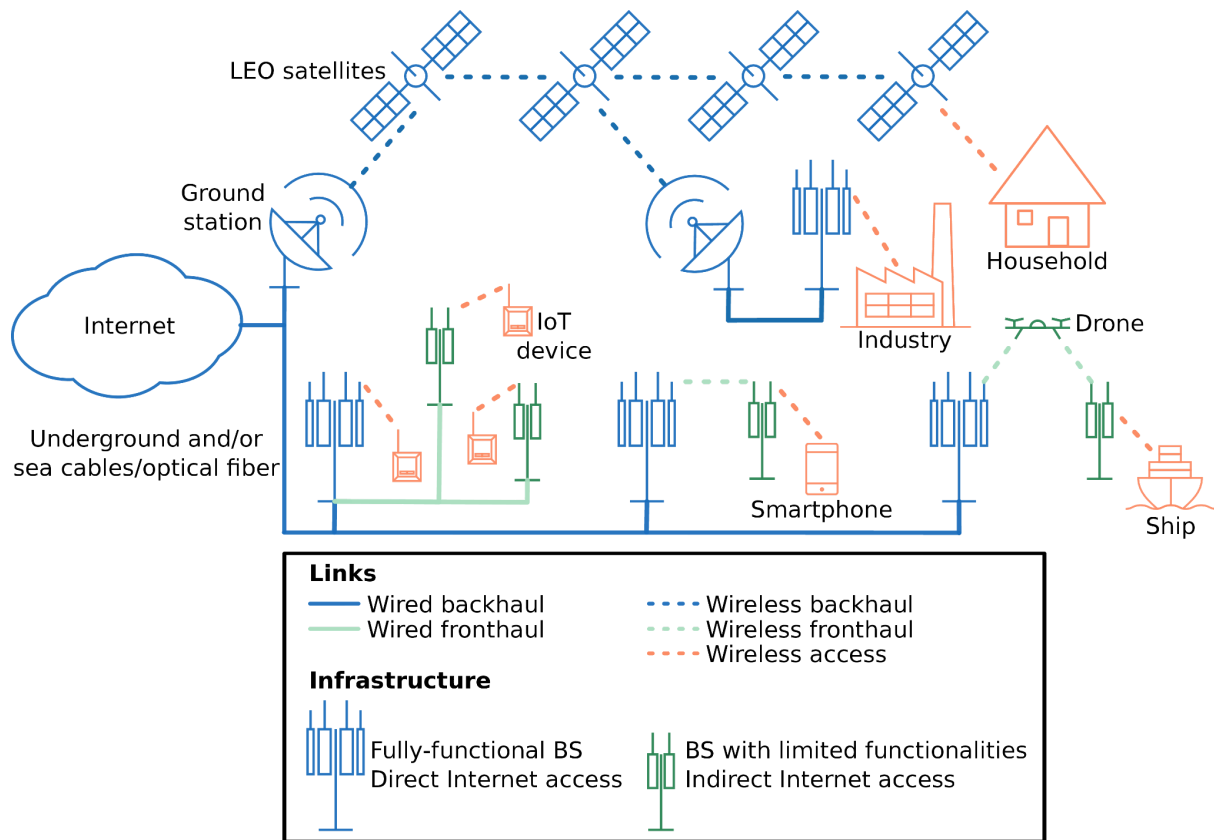 LEO satellites
Ground
station
Household
Internet
IoT
device
Industry
Drone
Underground and/or
sea cables/optical fiber
Smartphone
Ship
Links
Wired backhaul
Wireless backhaul
Wired fronthaul
Wireless fronthaul
Wireless access
Infrastructure
Fully-functional BS
Direct Internet access
BS with limited functionalities
Indirect Internet access